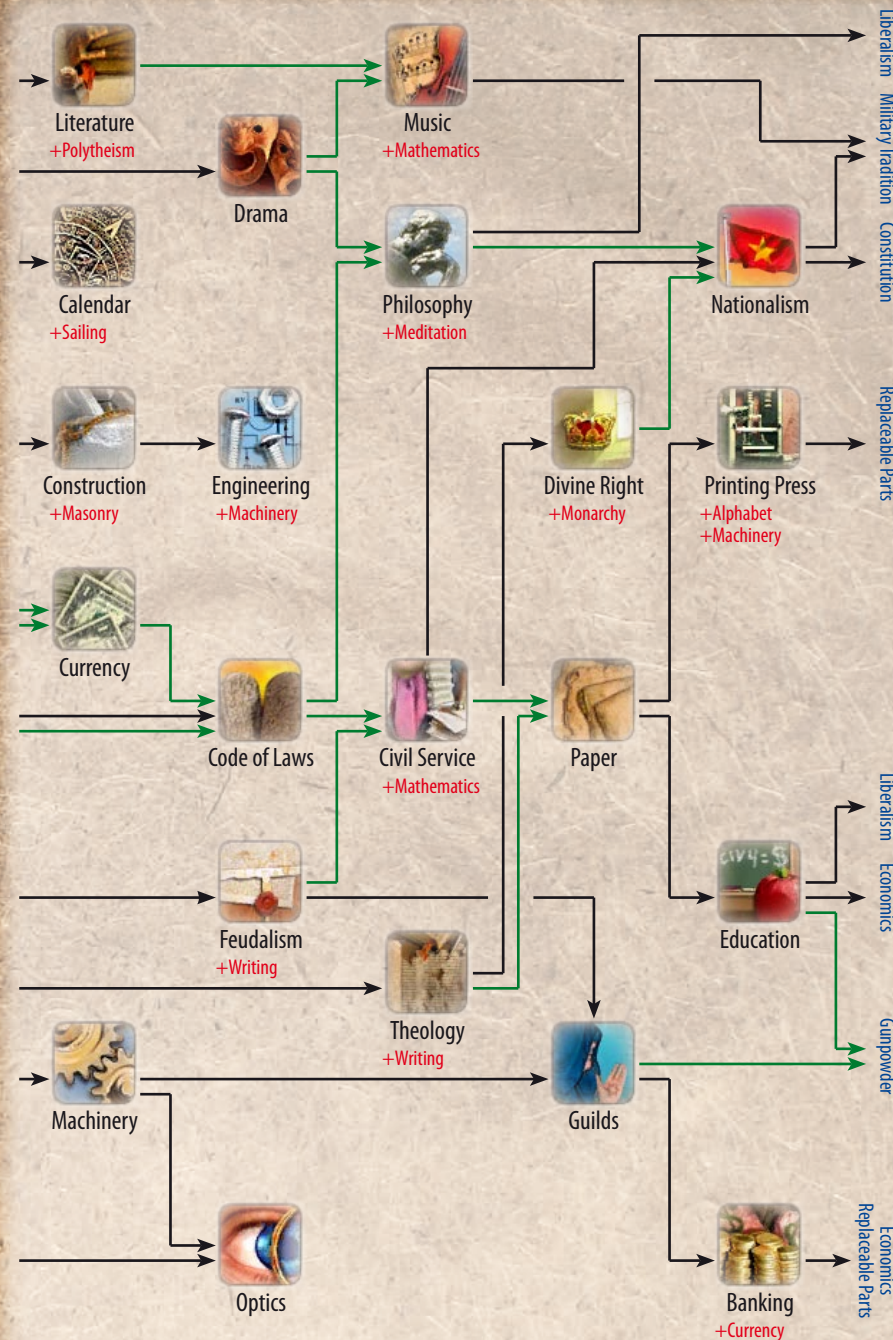 Literature
+Polytheism
Music
+Mathematics
Drama
Calendar
+Sailing
Philosophy
+Meditation
Nationalism
Construction
+Masonry
Engineering
+Machinery
Divine Right
+Monarchy
Printing Press
+Alphabet
+Machinery
Currency
Code of Laws
Civil Service
+Mathematics
Paper
CIV4=$
Feudalism
+Writing
Education
Theology
+Writing
Machinery
Guilds
Optics
Banking
+Currency
Liberalism
Military Tradition
Constitution
Replaceable Parts
Liberalism
Economics
Gunpowder
Economics
Replaceable Parts